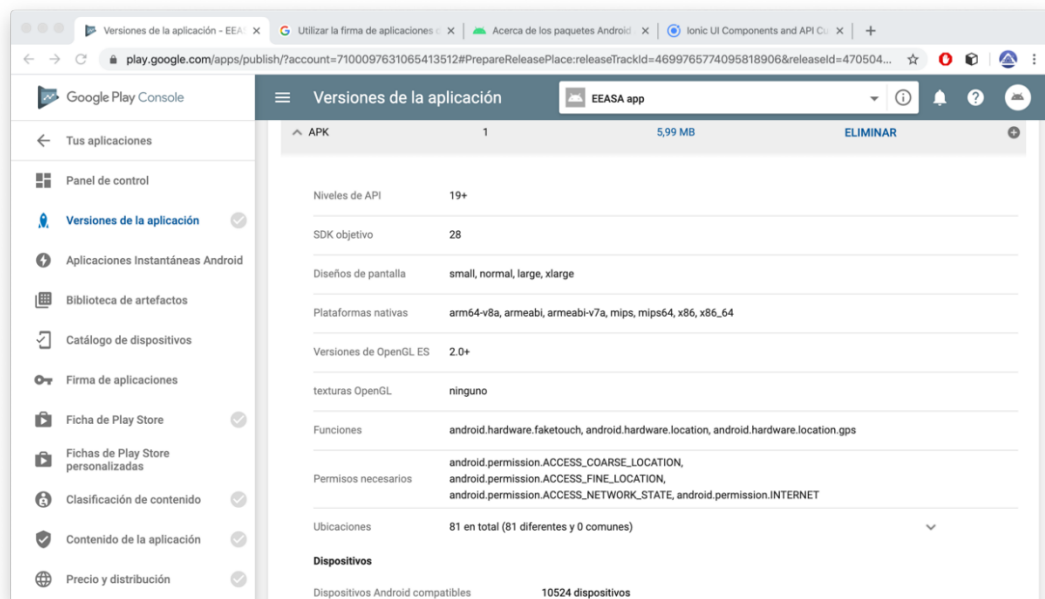 Versiones de la aplicación - EEA
Utilizar la firma de aplicaciones
Acerca de los paquetes Android
Ionic UI Components and API
play.google.com/apps/publish/?account=7100097631065413512#PrepareReleasePlace:releaseTrackId=4699765774095818906&releaseId=470504...
Google Play Console
Versiones de la aplicación
EEASA app
Tus aplicaciones
Panel de control
Versiones de la aplicación
Aplicaciones Instantáneas Android
Biblioteca de artefactos
Catálogo de dispositivos
Firma de aplicaciones
Ficha de Play Store
Fichas de Play Store
personalizadas
Clasificación de contenido
Contenido de la aplicación
Precio y distribución
APK 1 5,99 MB ELIMINAR
Niveles de API 19+
SDK objetivo 28
Diseños de pantalla small, normal, large, xlarge
Plataformas nativas arm64-v8a, armeabi, armeabi-v7a, mips, mips64, x86, x86_64
Versiones de OpenGL ES 2.0+
texturas OpenGL ninguno
Funciones android.hardware.faketouch, android.hardware.location, android.hardware.location.gps
Permisos necesarios android.permission.ACCESS_COARSE_LOCATION,
android.permission.ACCESS_FINE_LOCATION,
android.permission.ACCESS_NETWORK_STATE, android.permission.INTERNET
Ubicaciones 81 en total (81 diferentes y 0 comunes)
Dispositivos
Dispositivos Android compatibles 10524 dispositivos